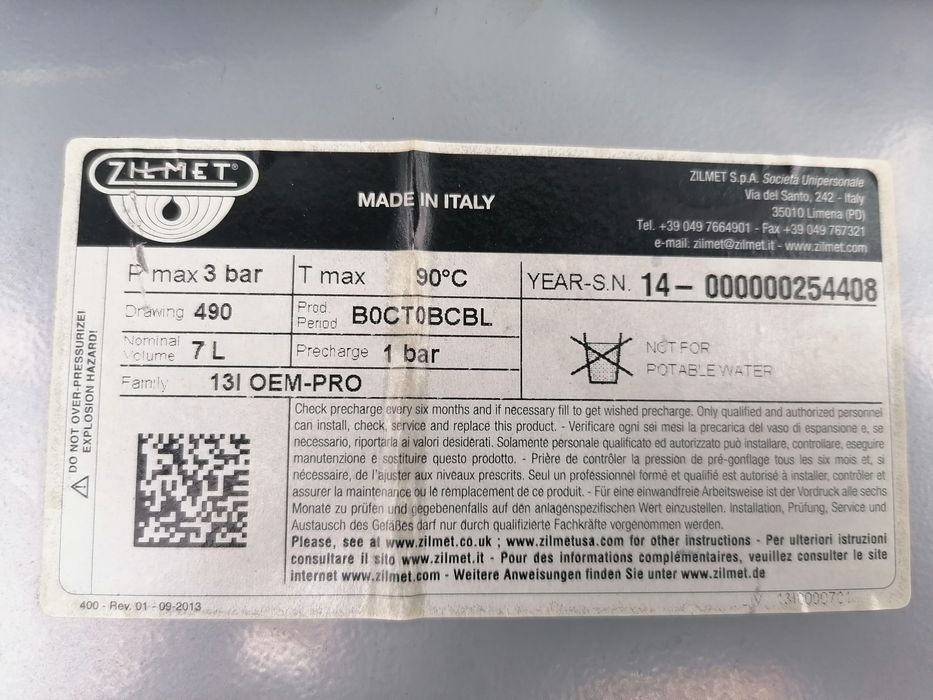 ZILMET®
MADE IN ITALY
ZILMET S.p.A. Società Unipersonale
Via del Santo, 242 - Italy
35010 Limena (PD)
Tel. +39 049 7664901 - Fax +39 049 767321
e-mail: zilmet@zilmet.it - www.zilmet.com
P max 3 bar
T max 90°C
YEAR-S.N. 14- 000000254408
Drawing 490
Prod. Period B0CT0BCBL
Nominal Volume 7 L
Precharge 1 bar
NOT FOR
POTABLE WATER
Family 13I OEM-PRO
DO NOT OVER-PRESSURIZE!
EXPLOSION HAZARD!
Check precharge every six months and if necessary fill to get wished precharge. Only qualified and authorized personnel
can install, check, service and replace this product. - Verificare ogni sei mesi la precarica del vaso di espansione e, se
necessario, riportarla ai valori desiderati. Solamente personale qualificato ed autorizzato può installare, controllare, eseguire
manutenzione e sostituire questo prodotto. - Prière de contrôler la pression de pré-gonflage tous les six mois et, si
nécessaire, de l'ajuster aux niveaux prescrits. Seul un professionnel formé et qualifié est autorisé à installer, contrôler et
assurer la maintenance ou le remplacement de ce produit. - Für eine einwandfreie Arbeitsweise ist der Vordruck alle sechs
Monate zu prüfen und gegebenenfalls auf den anlagenspezifischen Wert einzustellen. Installation, Prüfung, Service und
Austausch des Gefäßes darf nur durch qualifizierte Fachkräfte vorgenommen werden.
Please, see at www.zilmet.co.uk ; www.zilmetusa.com for other instructions - Per ulteriori istruzioni
consultare il sito www.zilmet.it - Pour des informations complémentaires, veuillez consulter le site
internet www.zilmet.com - Weitere Anweisungen finden Sie unter www.zilmet.de
400 - Rev. 01 - 09-2013